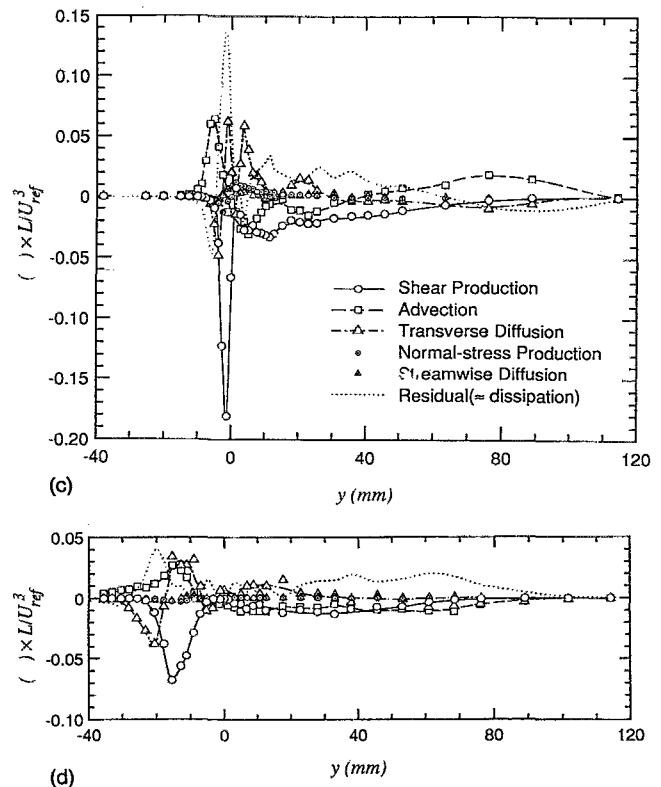 0.15
0.10
0.05
0
-0.05
-0.10
-0.15
-0.20
( ) × L/U³ref
Shear Production
Advection
Transverse Diffusion
Normal-stress Production
Streamwise Diffusion
Residual(≈ dissipation)
-40 0 40 80 120
(c)
y (mm)
0.05
0
-0.05
-0.10
( ) × L/U³ref
-40 0 40 80 120
(d)
y (mm)